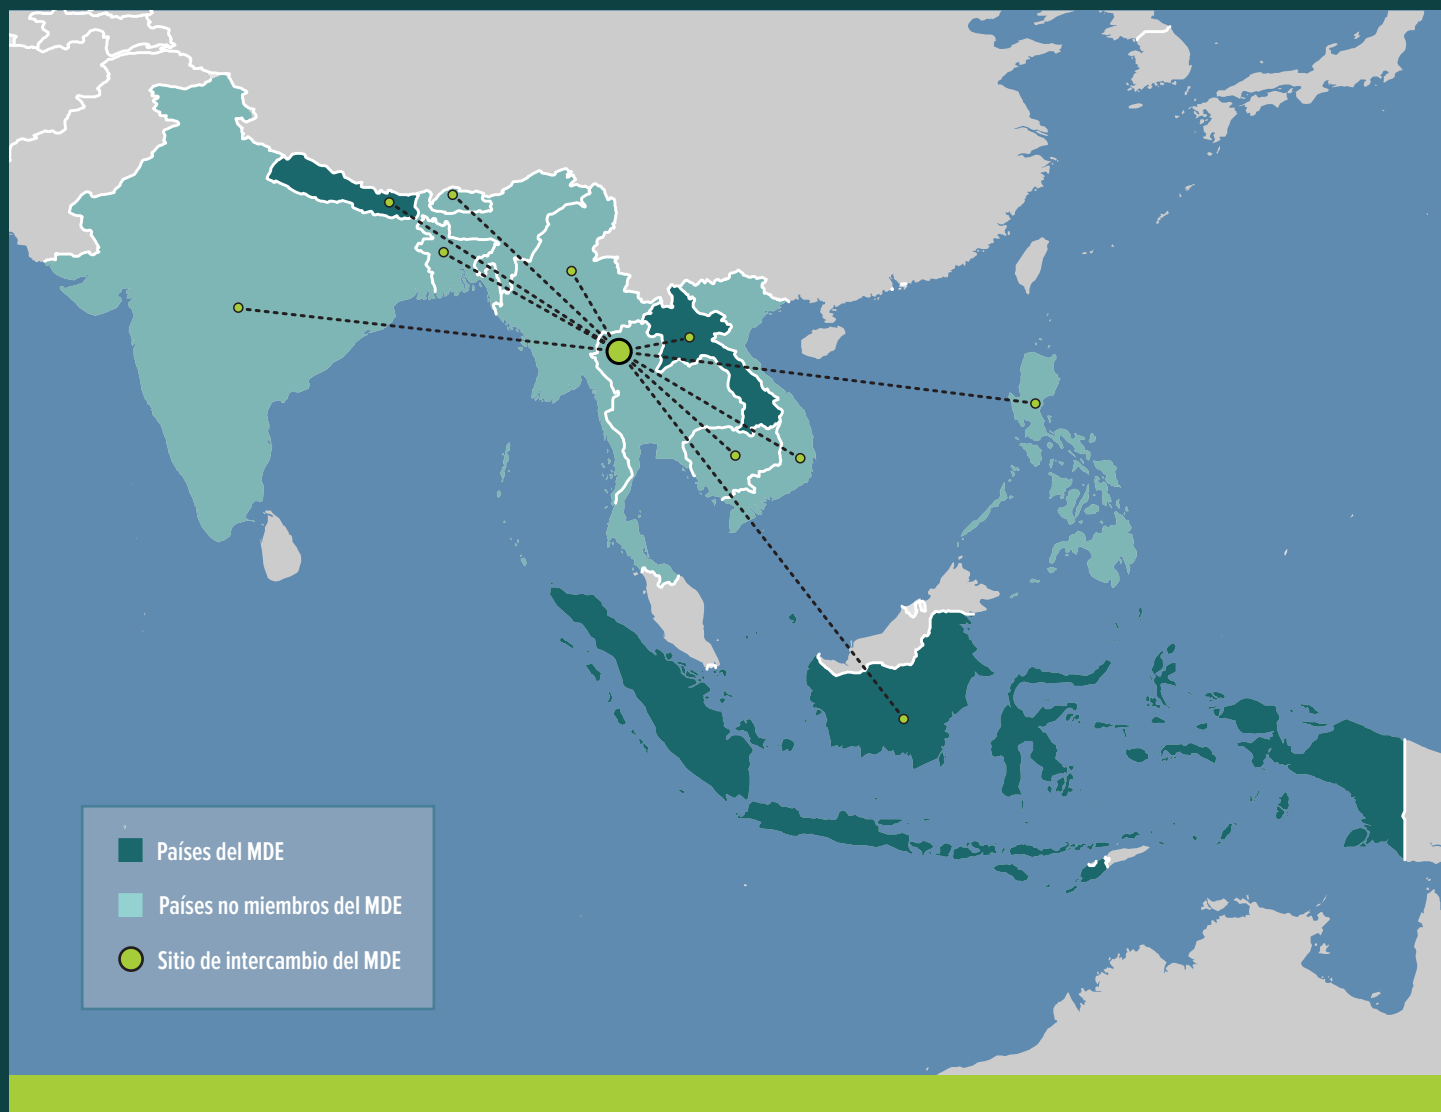 Países del MDE
Países no miembros del MDE
Sitio de intercambio del MDE